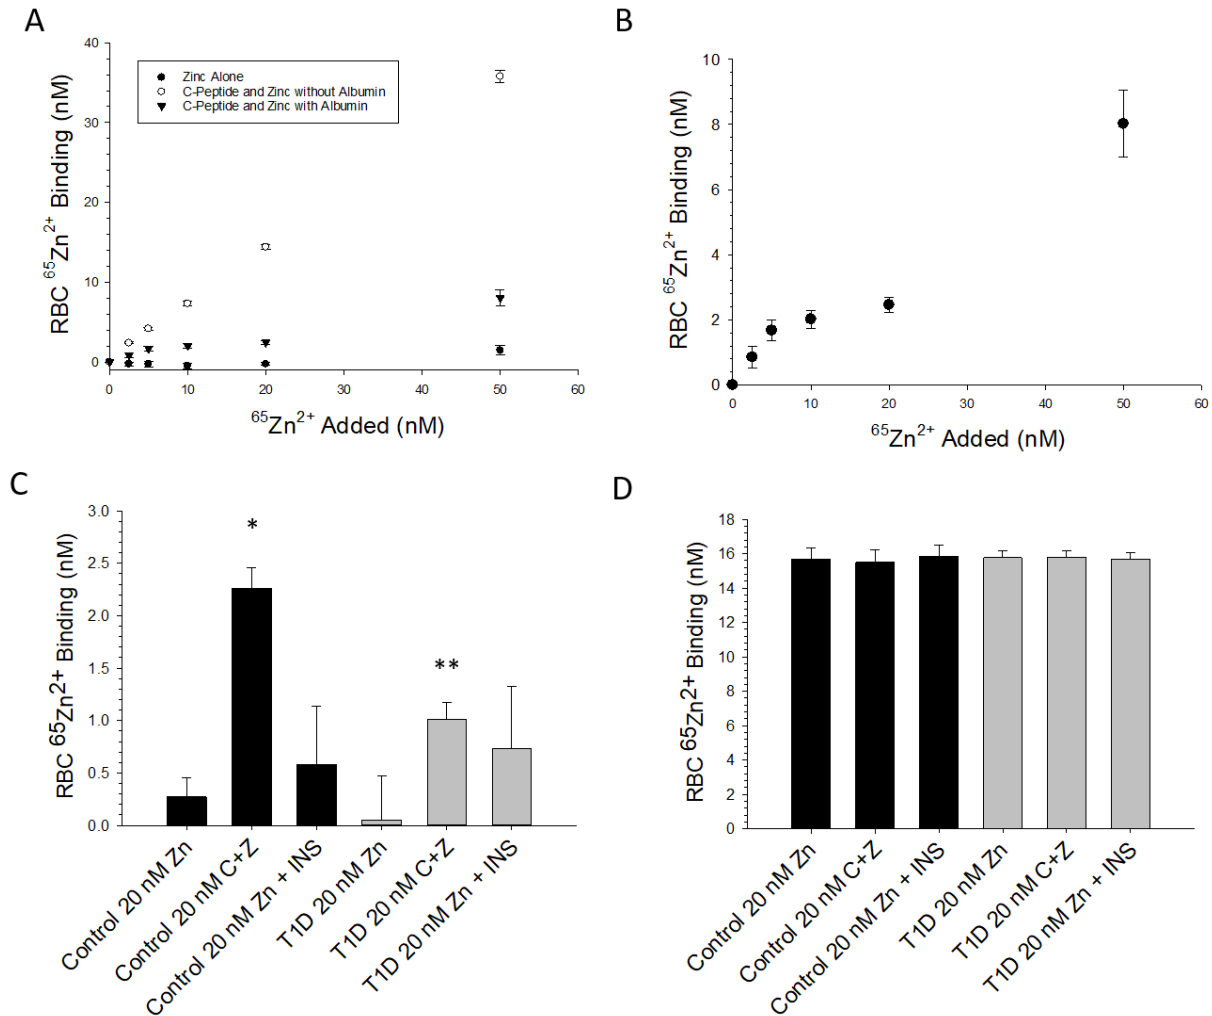 A
RBC 65Zn2+ Binding (nM)
40
30
20
10
0
Zinc Alone
C-Peptide and Zinc without Albumin
C-Peptide and Zinc with Albumin
0 10 20 30 40 50 60
65Zn2+ Added (nM)
B
RBC 65Zn2+ Binding (nM)
10
8
6
4
2
0
0 10 20 30 40 50 60
65Zn2+ Added (nM)
C
RBC 65Zn2+ Binding (nM)
3.0
2.5
2.0
1.5
1.0
0.5
0.0
*
**
Control 20 nM Zn
Control 20 nM C+Z
Control 20 nM Zn + INS
T1D 20 nM Zn
T1D 20 nM C+Z
T1D 20 nM Zn + INS
D
RBC 65Zn2+ Binding (nM)
18
16
14
12
10
8
6
4
2
0
Control 20 nM Zn
Control 20 nM C+Z
Control 20 nM Zn + INS
T1D 20 nM Zn
T1D 20 nM C+Z
T1D 20 nM Zn + INS